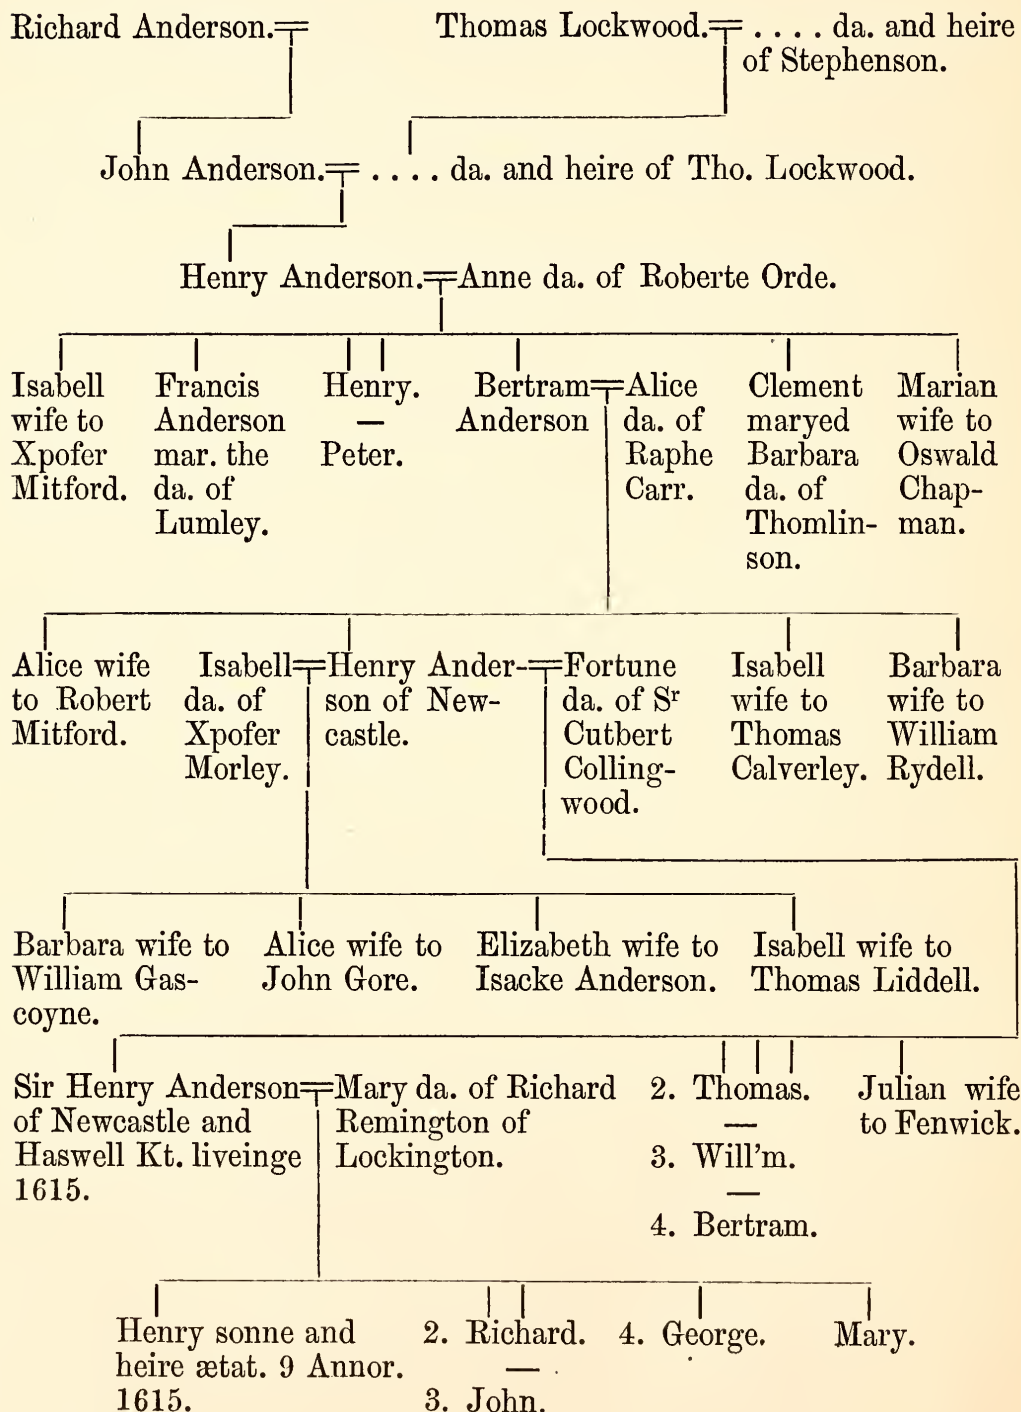 Richard Anderson.
Thomas Lockwood. = . . . . da. and heire
of Stephenson.
John Anderson. = . . . . da. and heire of Tho. Lockwood.
Henry Anderson. = Anne da. of Roberte Orde.
Isabell
wife to
Xpofer
Mitford.
Francis
Anderson
mar. the
da. of
Lumley.
Henry.
—
Peter.
Bertram
Anderson
Alice
da. of
Raphe
Carr.
Clement
maryed
Barbara
da. of
Thomlin-
son.
Marian
wife to
Oswald
Chap-
man.
Alice wife
to Robert
Mitford.
Isabell
da. of
Xpofer
Morley.
Henry Ander-
son of New-
castle.
Fortune
da. of Sʳ
Cutbert
Colling-
wood.
Isabell
wife to
Thomas
Calverley.
Barbara
wife to
William
Rydell.
Barbara wife to
William Gas-
coyne.
Alice wife to
John Gore.
Elizabeth wife to
Isacke Anderson.
Isabell wife to
Thomas Liddell.
Sir Henry Anderson
of Newcastle and
Haswell Kt. liveinge
1615.
Mary da. of Richard
Remington of
Lockington.
2. Thomas.
—
3. Will'm.
—
4. Bertram.
Julian wife
to Fenwick.
Henry sonne and
heire ætat. 9 Annor.
1615.
2. Richard.
—
3. John.
4. George.
Mary.